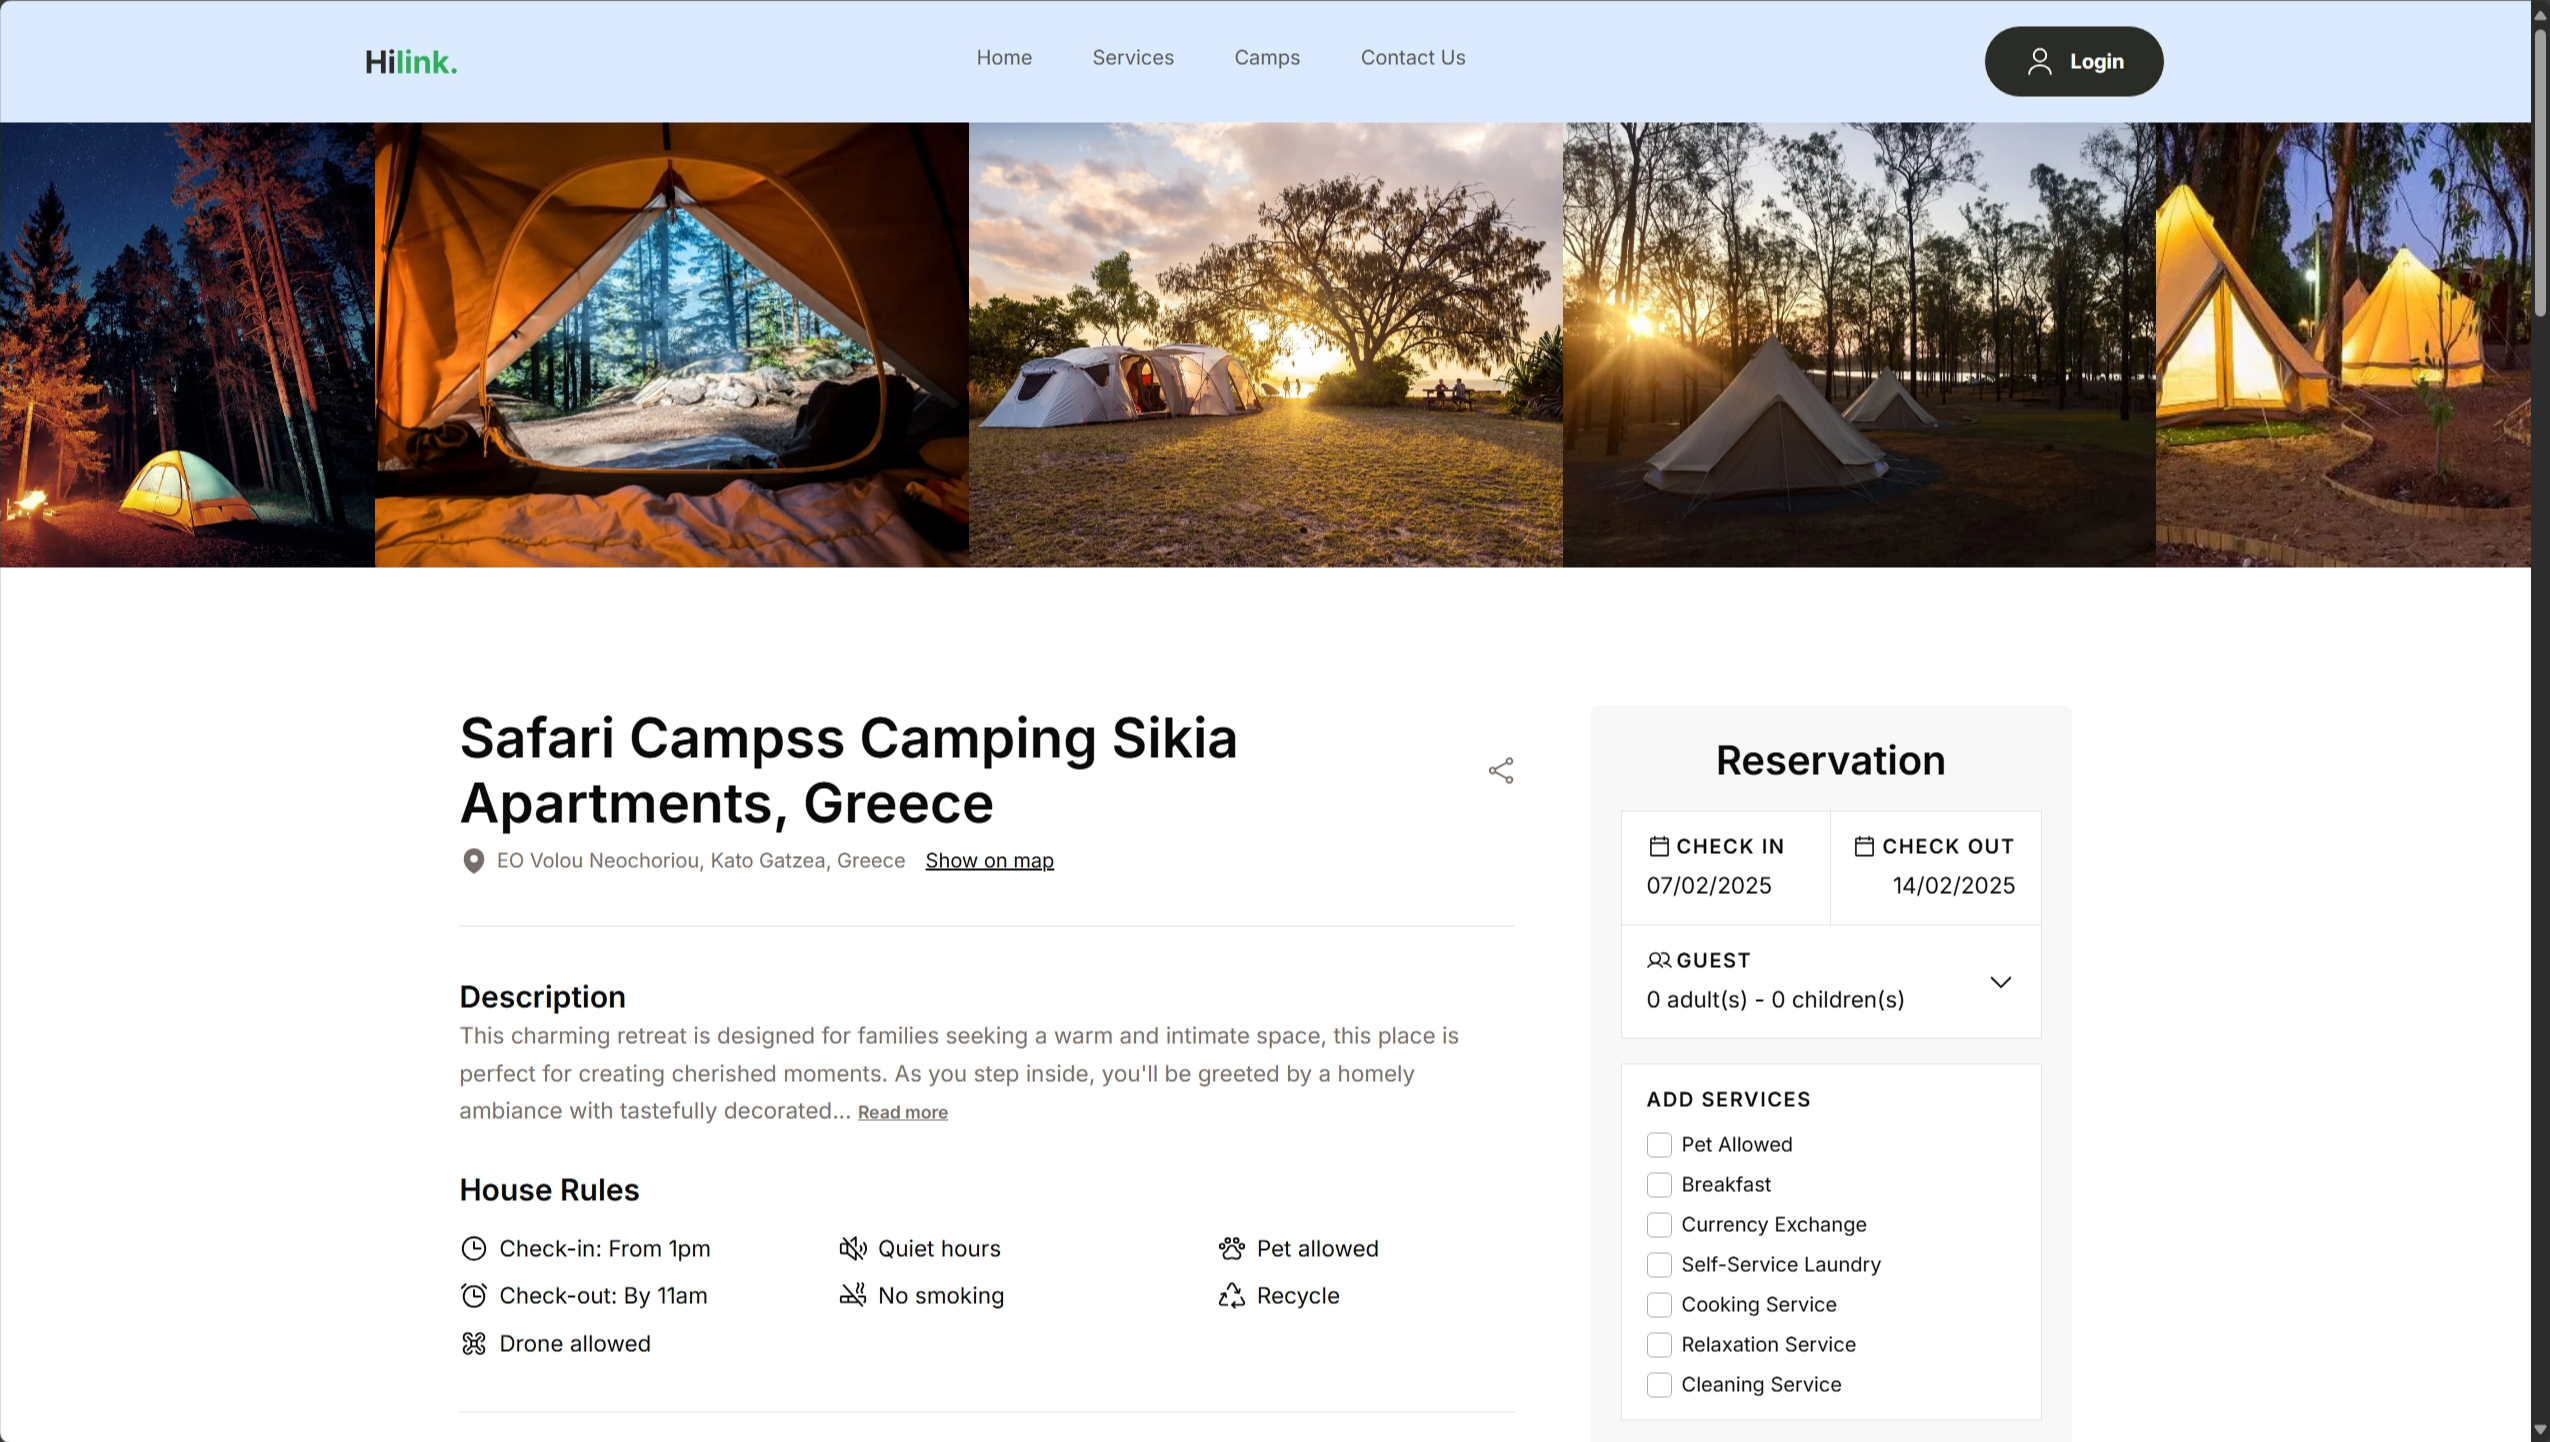 Hilink.
Home
Services
Camps
Contact Us
Login
Safari Campss Camping Sikia
Apartments, Greece
EO Volou Neochoriou, Kato Gatzea, Greece
Show on map
Description
This charming retreat is designed for families seeking a warm and intimate space, this place is
perfect for creating cherished moments. As you step inside, you'll be greeted by a homely
ambiance with tastefully decorated... Read more
House Rules
Check-in: From 1pm
Quiet hours
Pet allowed
Check-out: By 11am
No smoking
Recycle
Drone allowed
Reservation
CHECK IN
07/02/2025
CHECK OUT
14/02/2025
GUEST
0 adult(s) - 0 children(s)
ADD SERVICES
Pet Allowed
Breakfast
Currency Exchange
Self-Service Laundry
Cooking Service
Relaxation Service
Cleaning Service